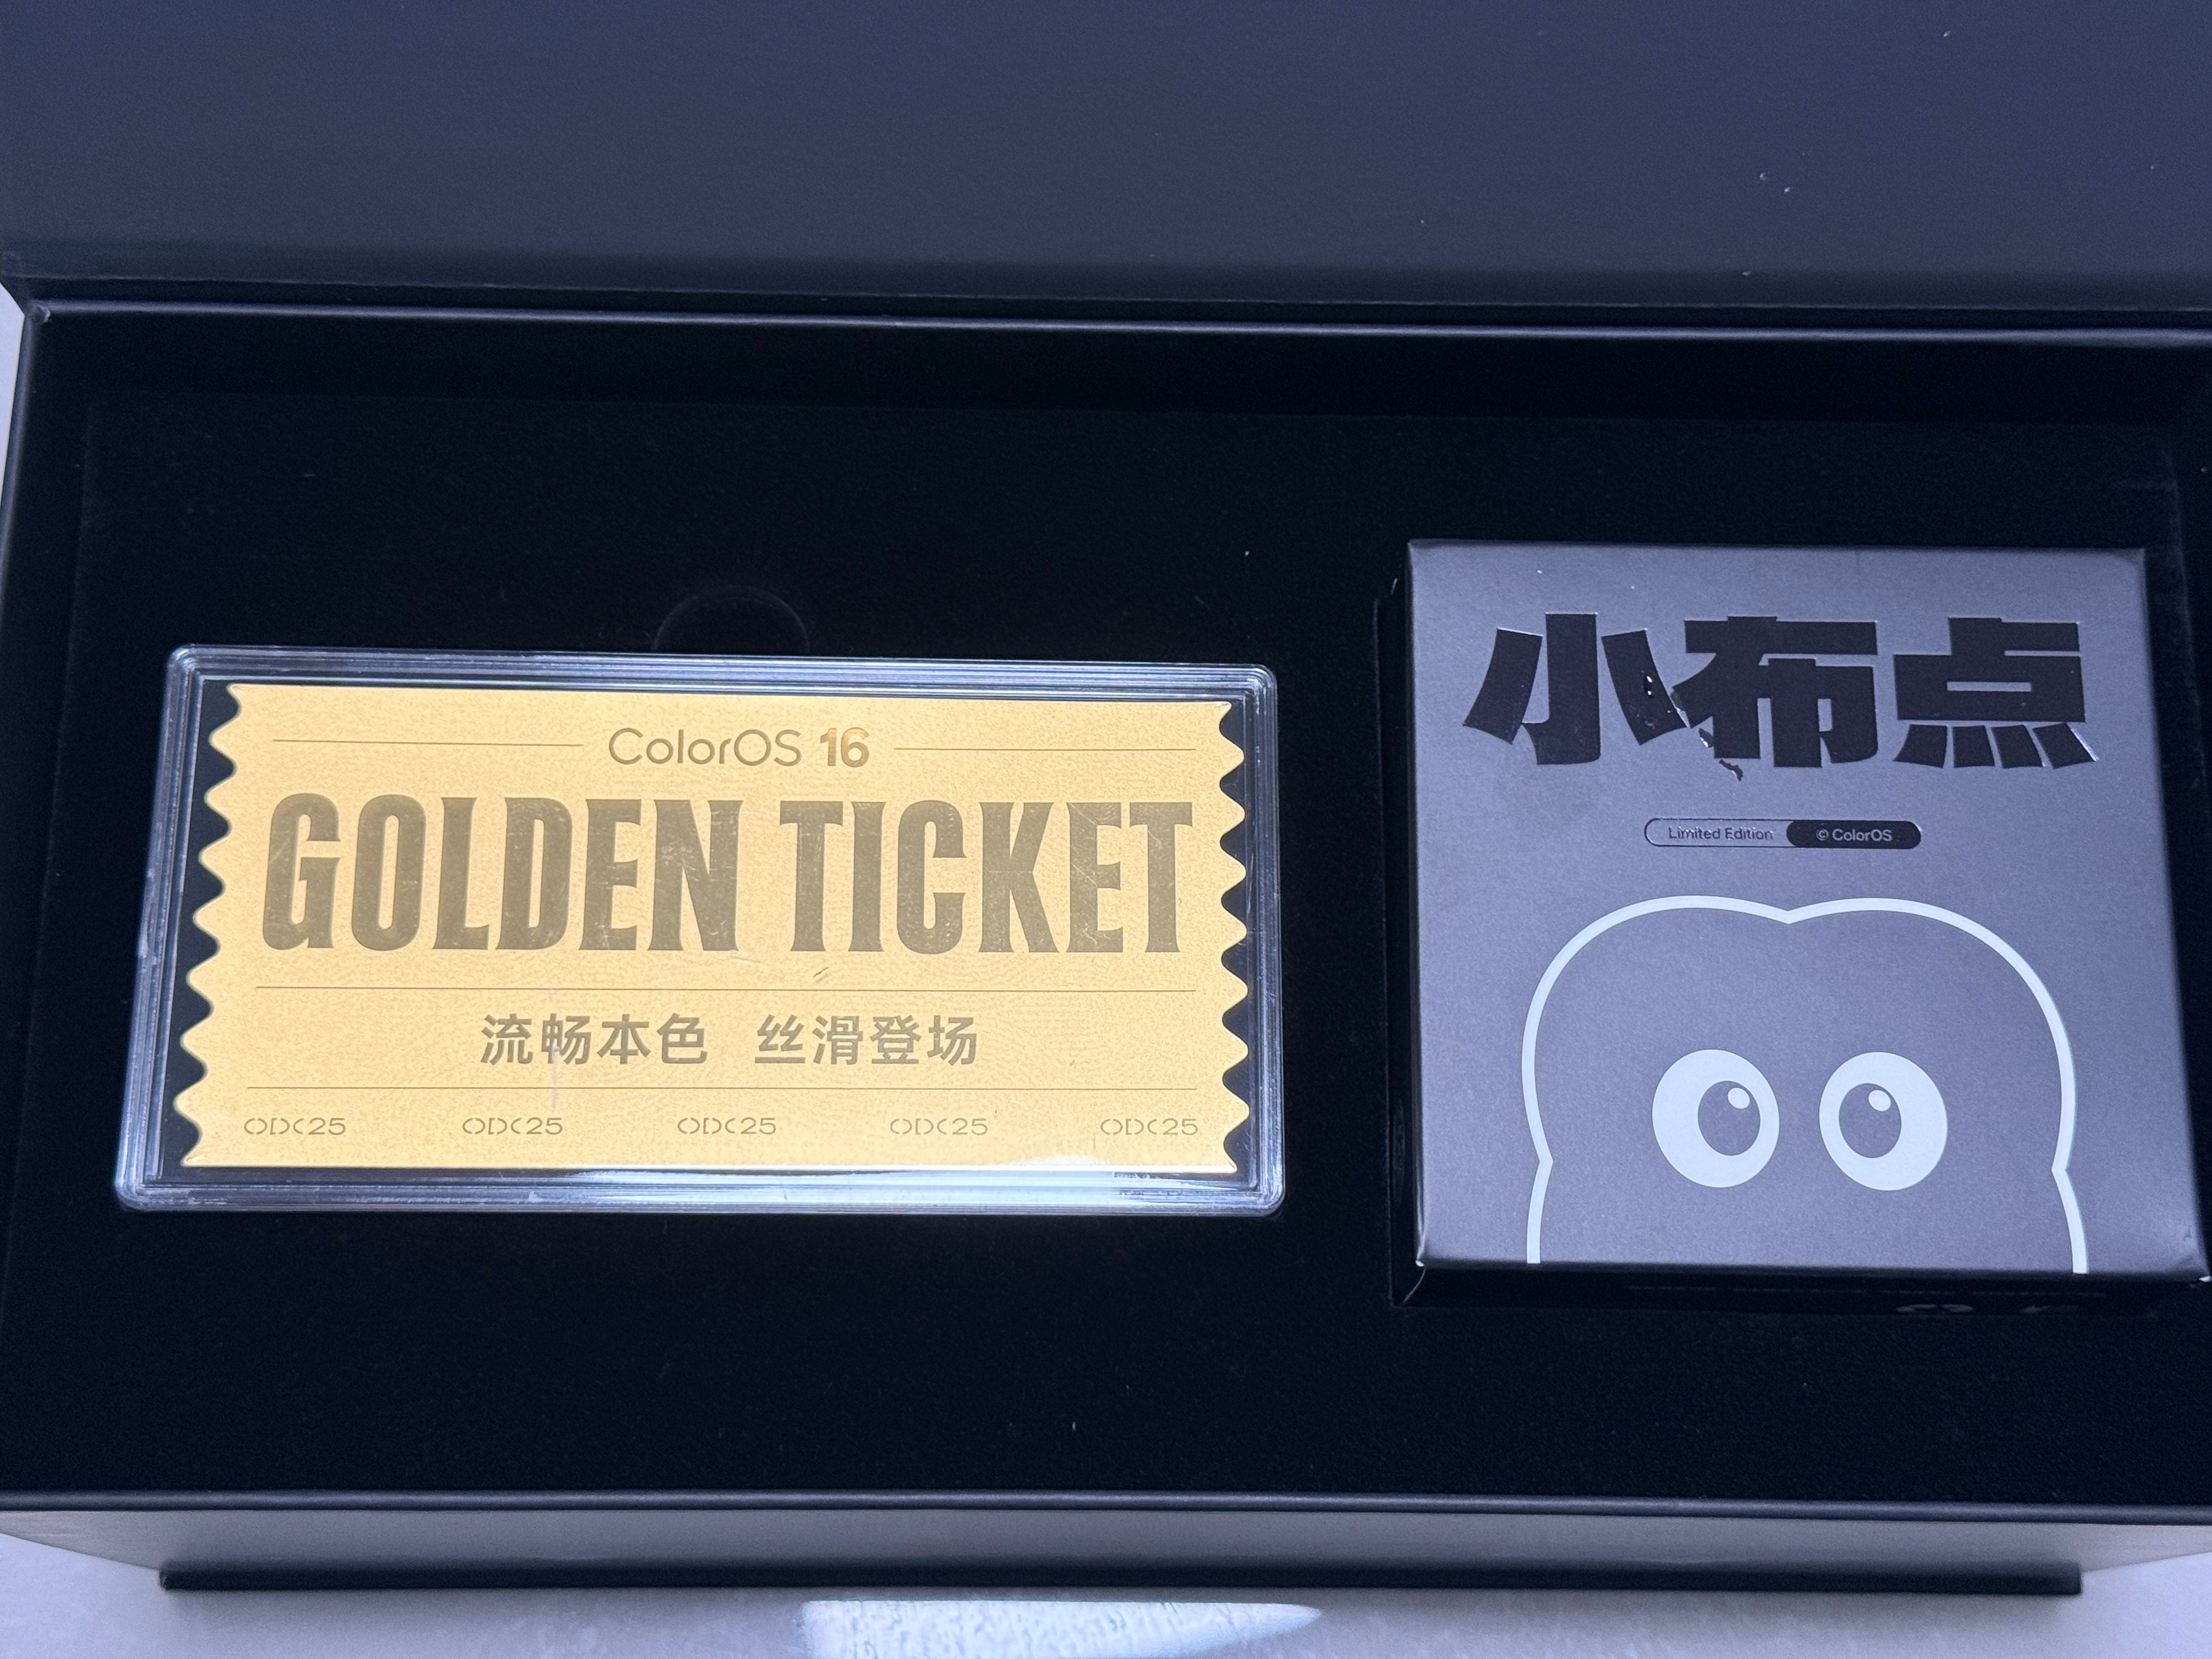 ColorOS 16
GOLDEN TICKET
流畅本色 丝滑登场
ODC25 ODC25 ODC25 ODC25 ODC25
小布点
Limited Edition © ColorOS